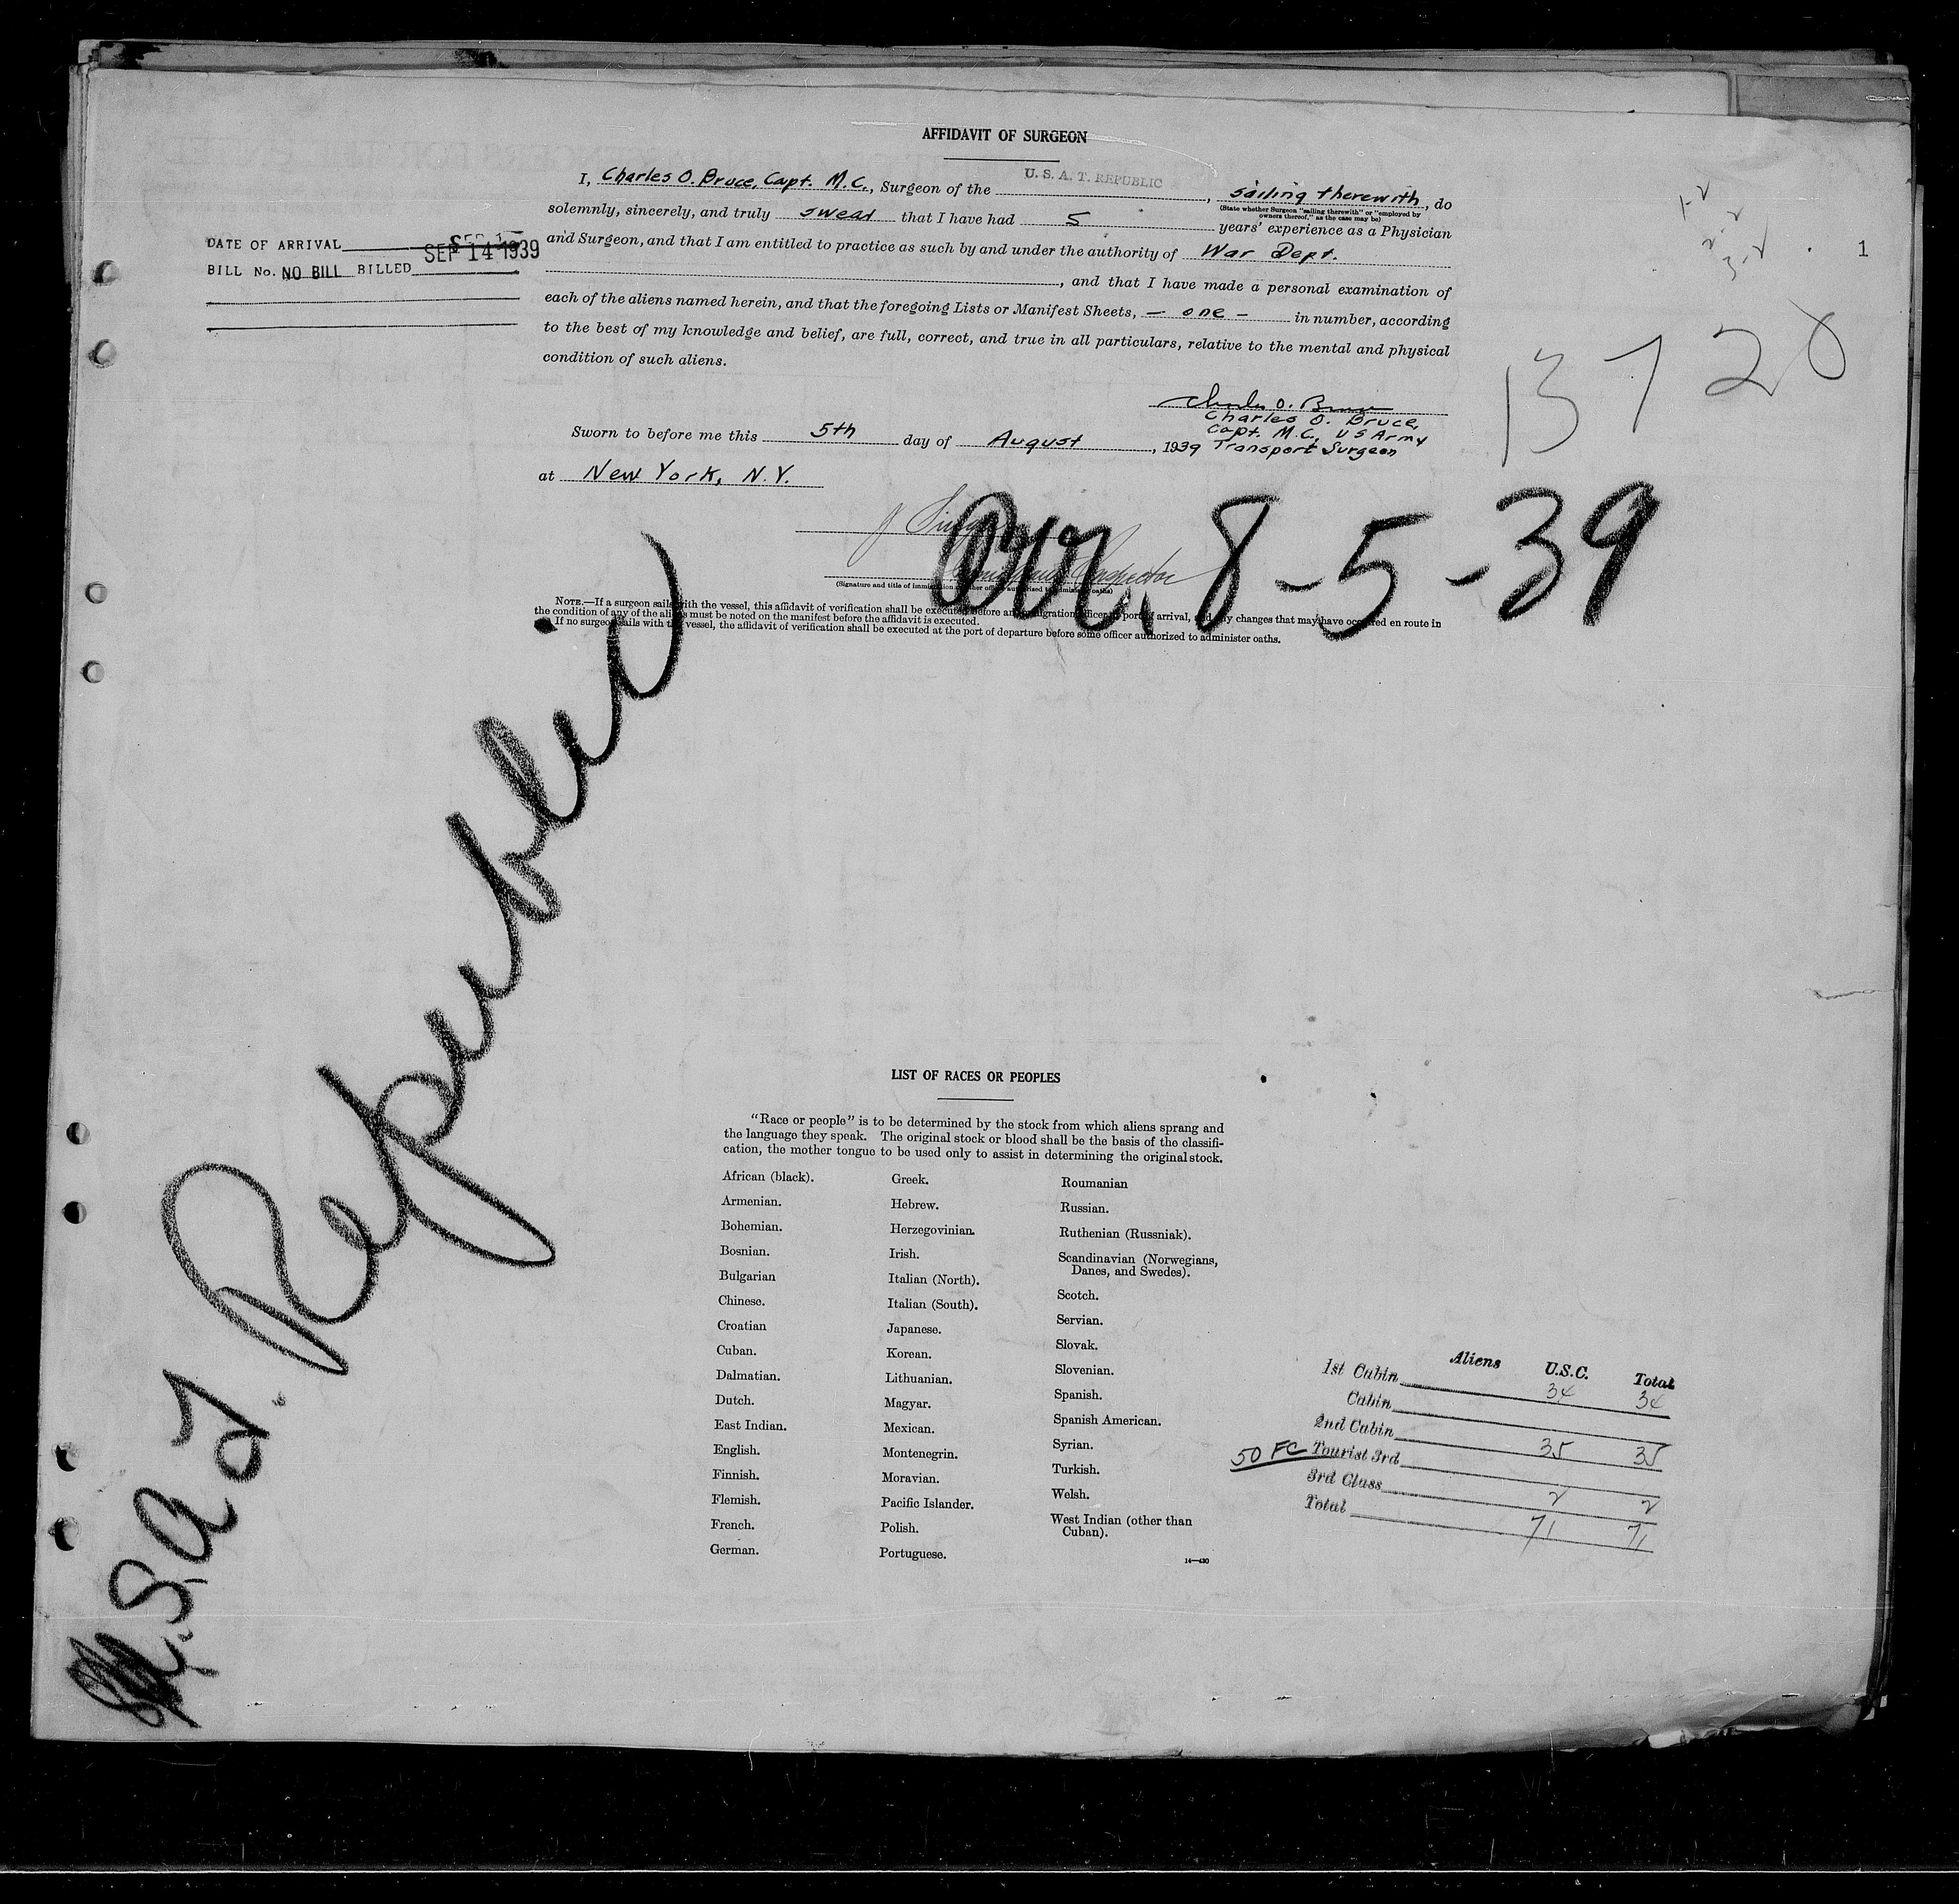 AFFIDAVIT OF SURGEON
I, Charles O. Bruce, Capt. M.C., Surgeon of the U. S. A. T. REPUBLIC, sailing therewith, do
(State whether Surgeon "sailing therewith" or "employed by
owners thereof," as the case may be)
solemnly, sincerely, and truly swear that I have had 5 years' experience as a Physician
and Surgeon, and that I am entitled to practice as such by and under the authority of War Dept.
, and that I have made a personal examination of
each of the aliens named herein, and that the foregoing Lists or Manifest Sheets, – one – in number, according
to the best of my knowledge and belief, are full, correct, and true in all particulars, relative to the mental and physical
condition of such aliens.
DATE OF ARRIVAL SEP 14 1939
BILL No. NO BILL BILLED
1-2
2-2
3-2
1
Charles O. Bruce
Charles O. Bruce,
Capt. M.C., US Army
Transport Surgeon
Sworn to before me this 5th day of August, 1939
at New York, N.Y.
Inspector
8-5-39
(Signature and title of immigration officer or other officer authorized to administer oaths)
NOTE.—If a surgeon sails with the vessel, this affidavit of verification shall be executed before an immigration officer at port of arrival, and any changes that may have occurred en route in
the condition of any of the aliens must be noted on the manifest before the affidavit is executed.
If no surgeon sails with the vessel, the affidavit of verification shall be executed at the port of departure before some officer authorized to administer oaths.
U.S.A.T. Republic
LIST OF RACES OR PEOPLES
"Race or people" is to be determined by the stock from which aliens sprang and
the language they speak. The original stock or blood shall be the basis of the classifi-
cation, the mother tongue to be used only to assist in determining the original stock.
African (black).
Armenian.
Bohemian.
Bosnian.
Bulgarian
Chinese.
Croatian
Cuban.
Dalmatian.
Dutch.
East Indian.
English.
Finnish.
Flemish.
French.
German.
Greek.
Hebrew.
Herzegovinian.
Irish.
Italian (North).
Italian (South).
Japanese.
Korean.
Lithuanian.
Magyar.
Mexican.
Montenegrin.
Moravian.
Pacific Islander.
Polish.
Portuguese.
Roumanian
Russian.
Ruthenian (Russniak).
Scandinavian (Norwegians,
Danes, and Swedes).
Scotch.
Servian.
Slovak.
Slovenian.
Spanish.
Spanish American.
Syrian.
Turkish.
Welsh.
West Indian (other than
Cuban).
14—430
Aliens U.S.C. Total
1st Cabin 34 34
Cabin
2nd Cabin
50 FC Tourist 3rd 35 35
3rd Class 2 2
Total 71 71